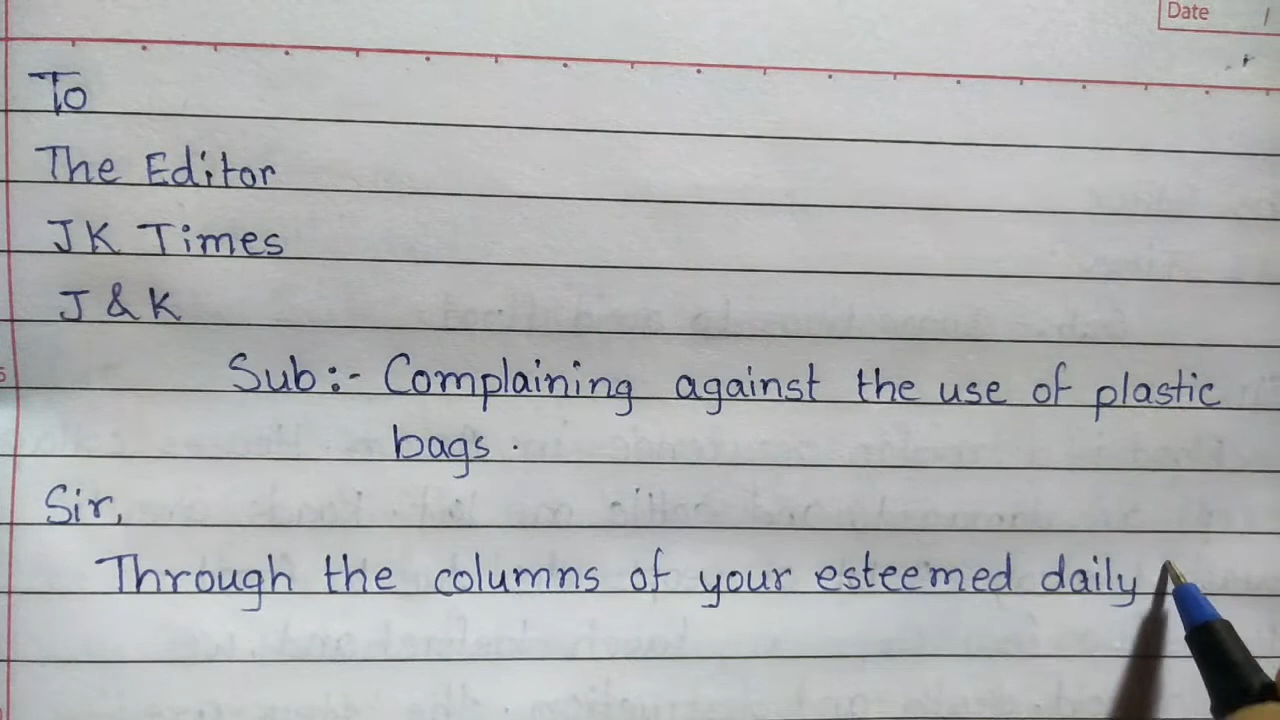 Date
To
The Editor
JK Times
J & K
Sub:- Complaining against the use of plastic
bags.
Sir,
Through the columns of your esteemed daily